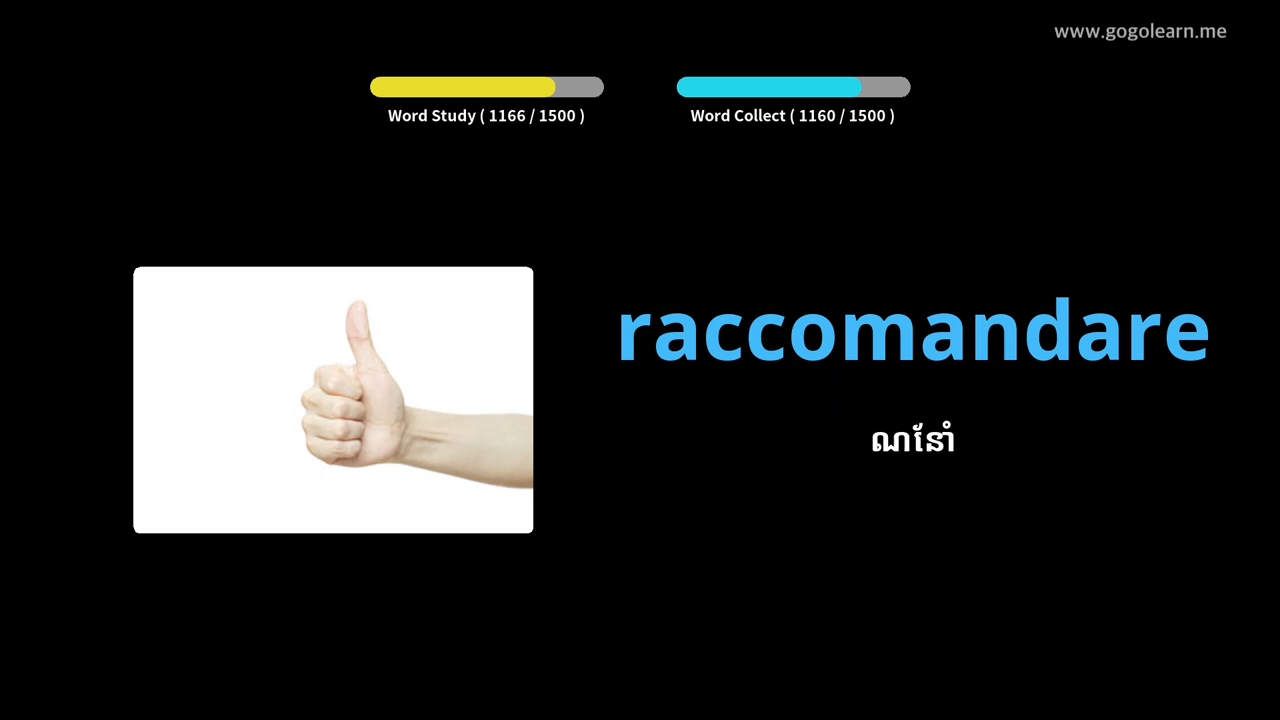 www.gogolearn.me
Word Study ( 1166 / 1500 )
Word Collect ( 1160 / 1500 )
raccomandare
ណែនាំ